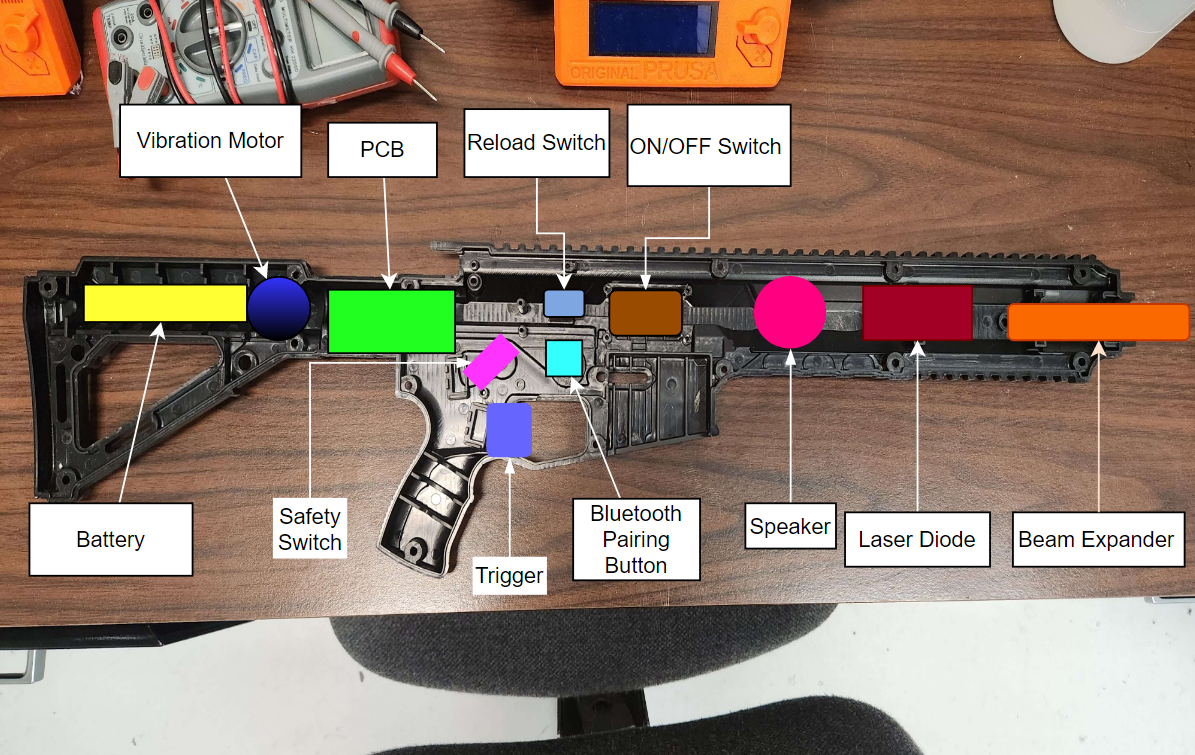 ORIGINAL PRUSA
Vibration Motor
PCB
Reload Switch
ON/OFF Switch
Battery
Safety
Switch
Trigger
Bluetooth
Pairing
Button
Speaker
Laser Diode
Beam Expander